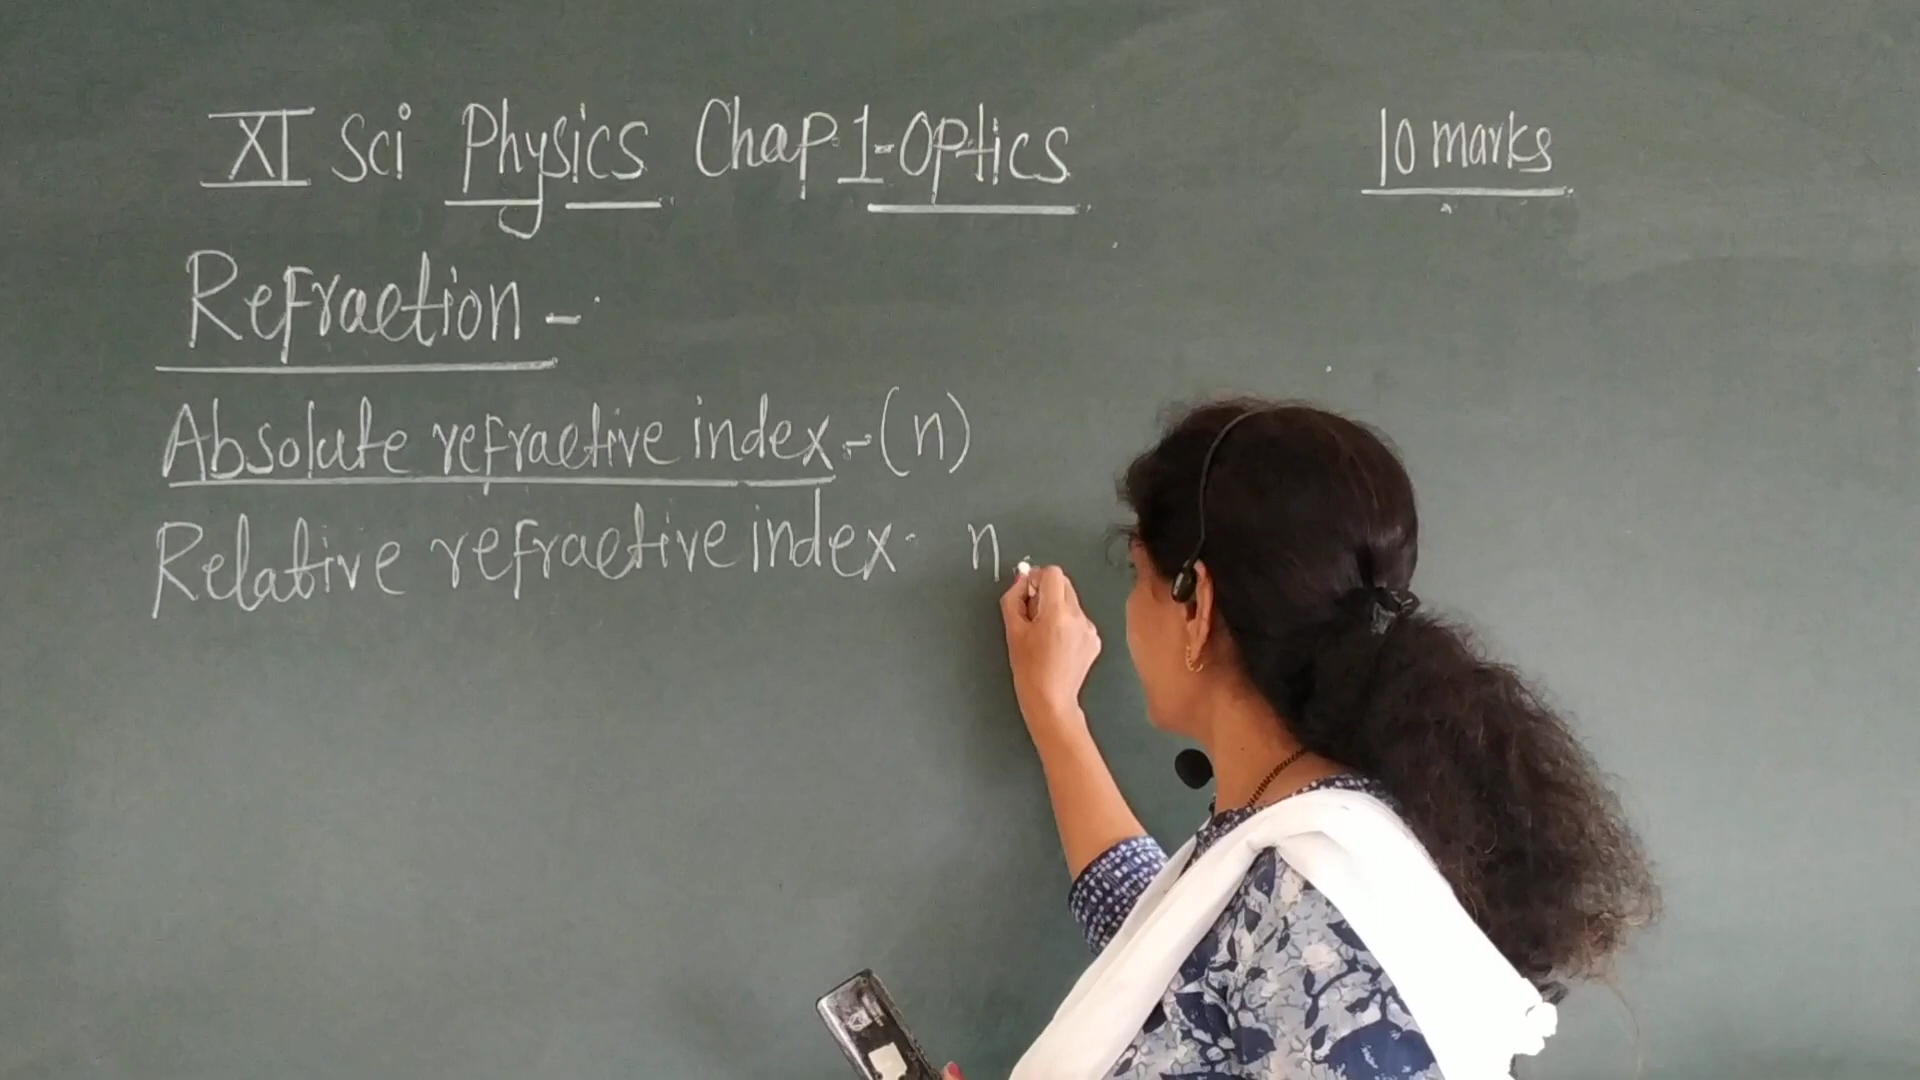 XI Sci Physics Chap 1-Optics
10 marks
Refraction -
Absolute refractive index - (n)
Relative refractive index - n